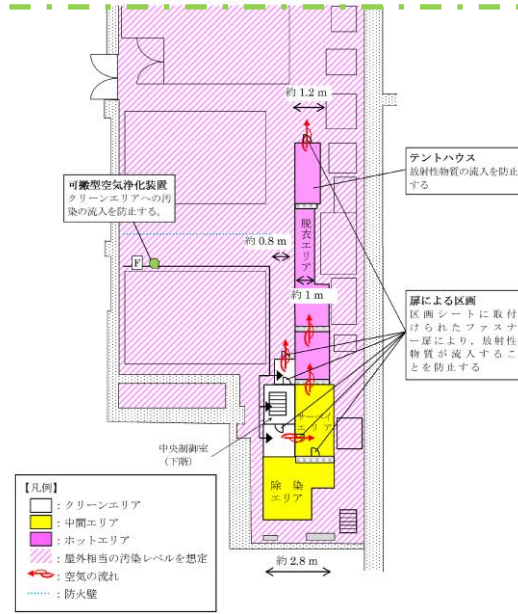 約 1.2 m
テントハウス
放射性物質の流入を防止
する
可搬型空気浄化装置
クリーンエリアへの汚
染の流入を防止する。
脱衣エリア
約 0.8 m
F
約 1 m
扉による区画
区画シートに取付
けられたファスナ
ー扉により，放射性
物質が流入するこ
とを防止する
サーベイ
エリア
中央制御室
（下階）
除 染
エリア
【凡例】
：クリーンエリア
：中間エリア
：ホットエリア
：屋外相当の汚染レベルを想定
：空気の流れ
：防火壁
約 2.8 m